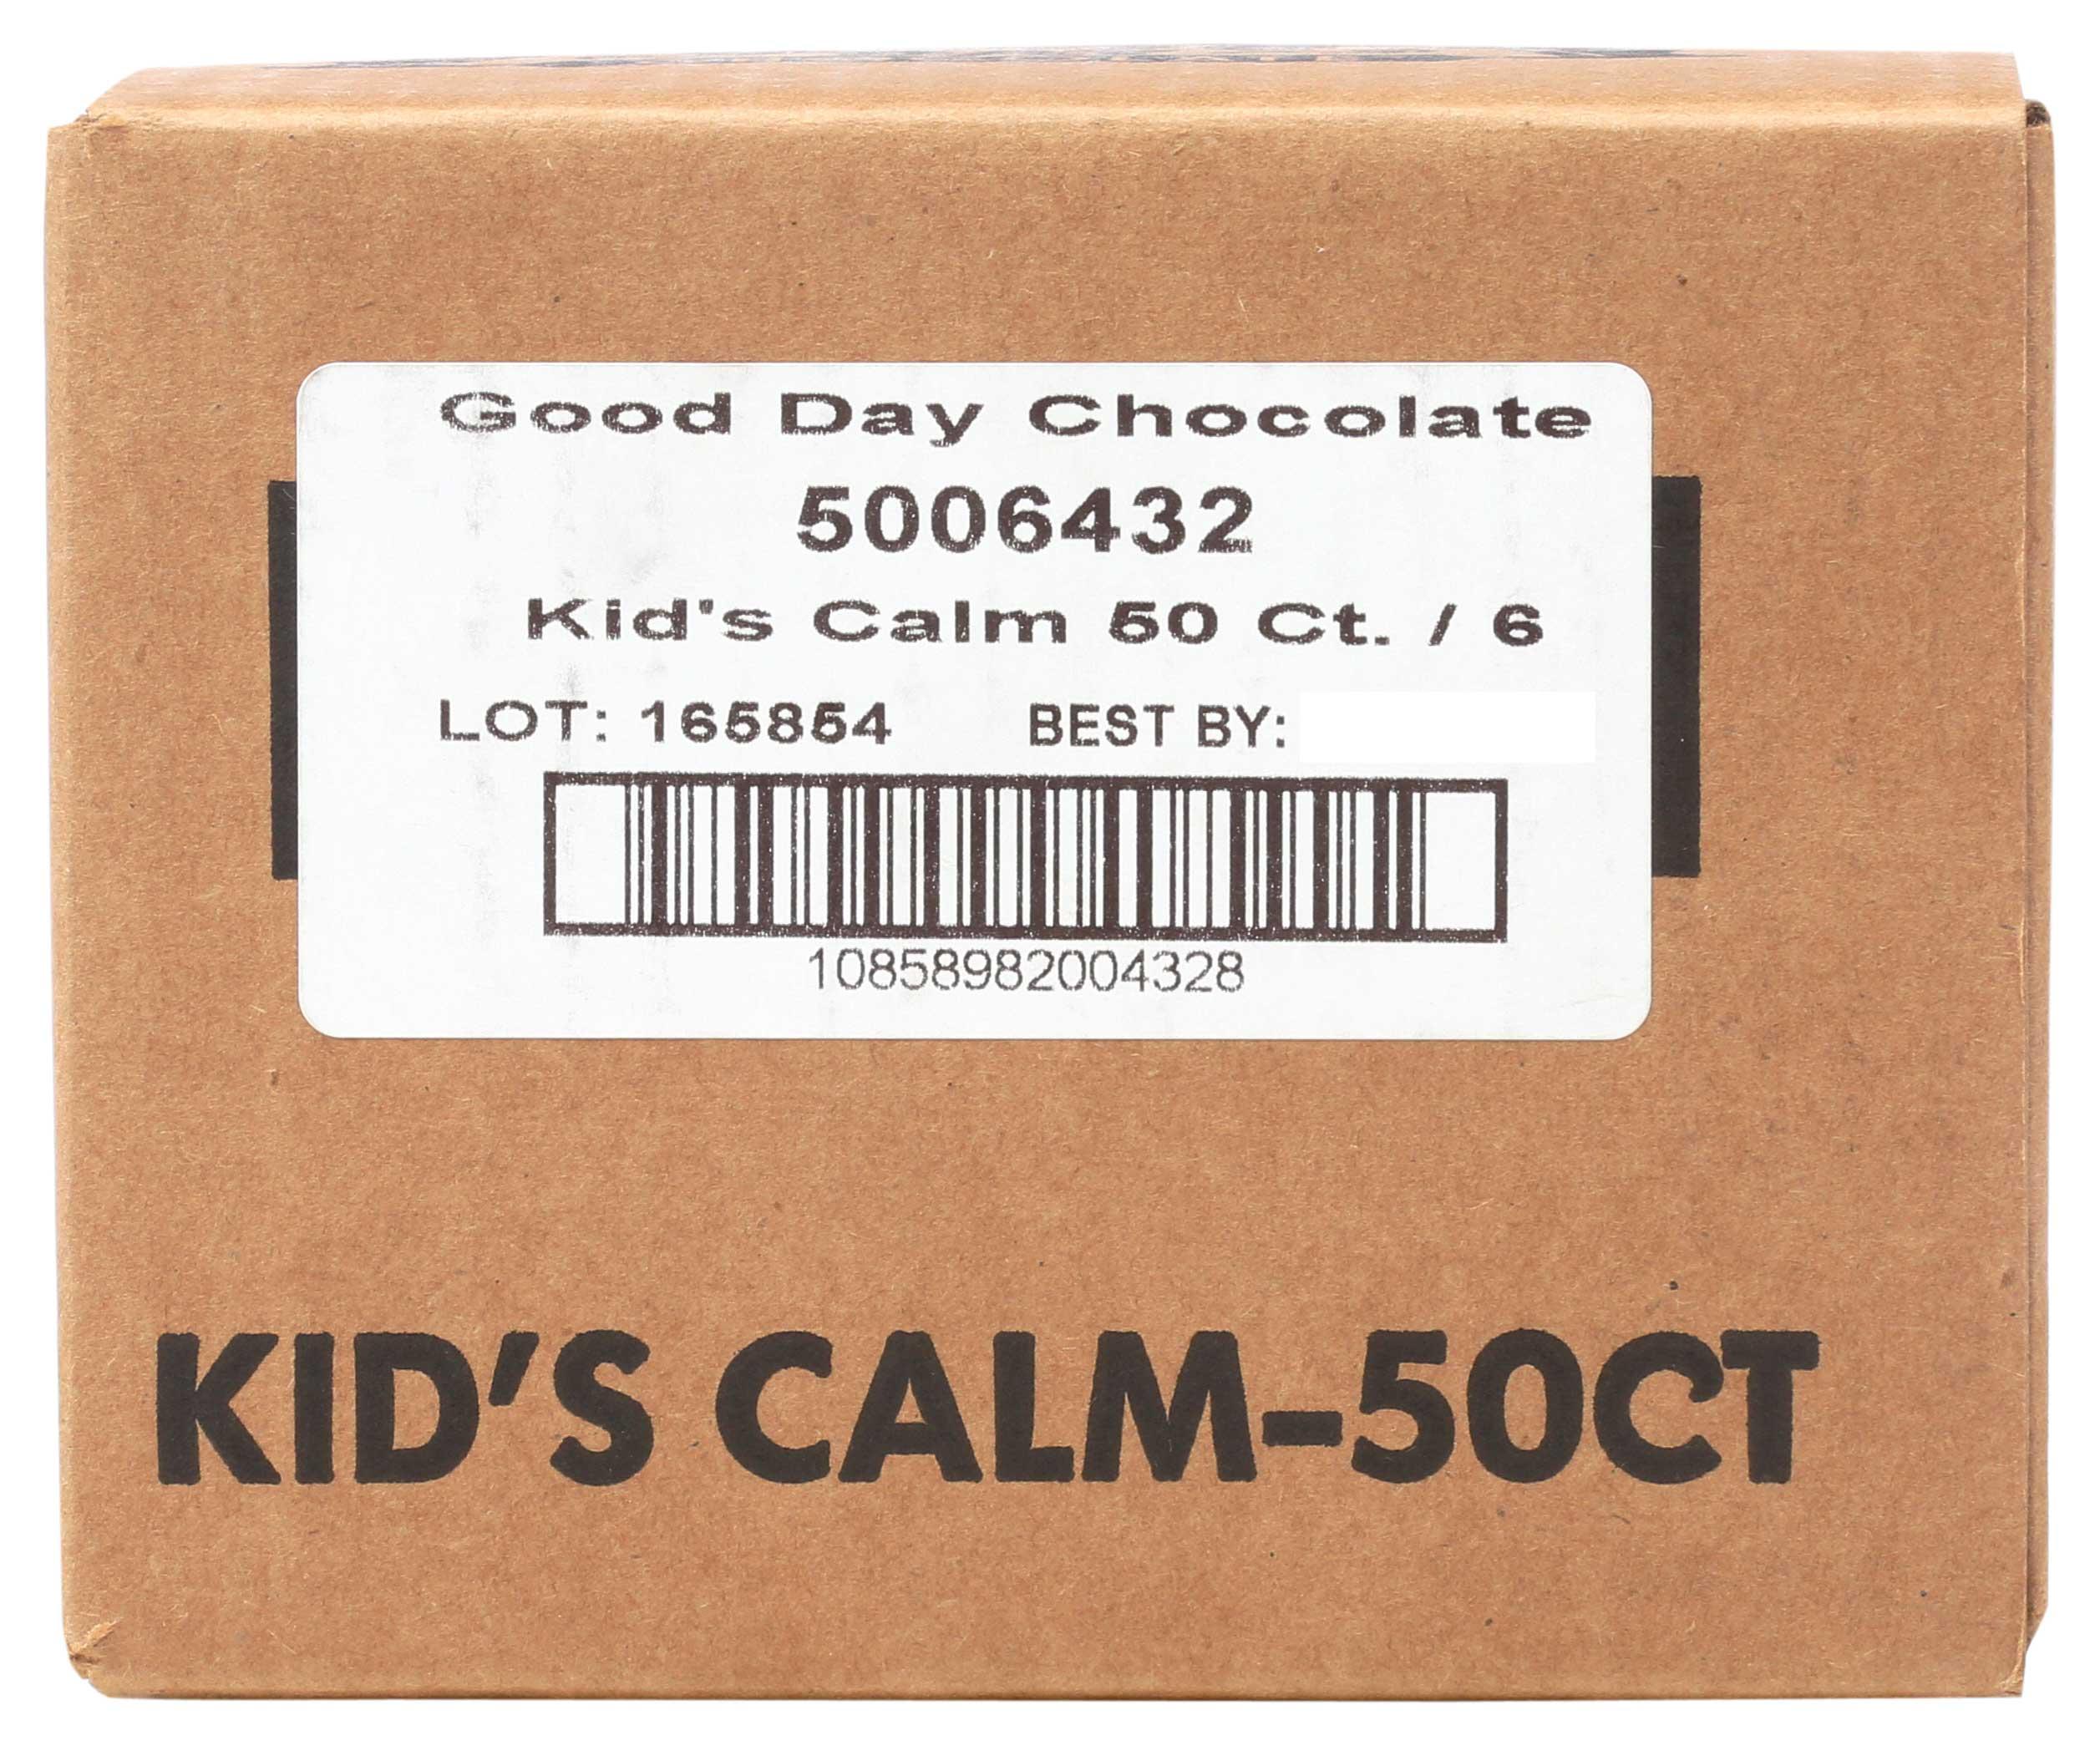 Good Day Chocolate
5006432
Kid's Calm 50 Ct. / 6
LOT: 165854 BEST BY:
10858982004328
KID'S CALM-50CT